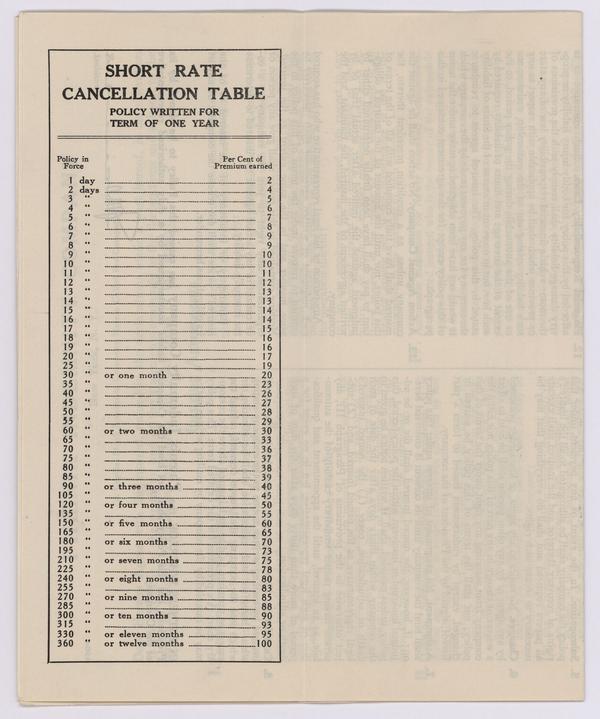 SHORT RATE
CANCELLATION TABLE
POLICY WRITTEN FOR
TERM OF ONE YEAR
Policy in Force Per Cent of Premium earned
1 day 2
2 days 4
3 " 5
4 " 6
5 " 7
6 " 8
7 " 9
8 " 9
9 " 10
10 " 10
11 " 11
12 " 12
13 " 13
14 " 13
15 " 14
16 " 14
17 " 15
18 " 16
19 " 16
20 " 17
25 " 19
30 " or one month 20
35 " 23
40 " 26
45 " 27
50 " 28
55 " 29
60 " or two months 30
65 " 33
70 " 36
75 " 37
80 " 38
85 " 39
90 " or three months 40
105 " 45
120 " or four months 50
135 " 55
150 " or five months 60
165 " 65
180 " or six months 70
195 " 73
210 " or seven months 75
225 " 78
240 " or eight months 80
255 " 83
270 " or nine months 85
285 " 88
300 " or ten months 90
315 " 93
330 " or eleven months 95
360 " or twelve months 100